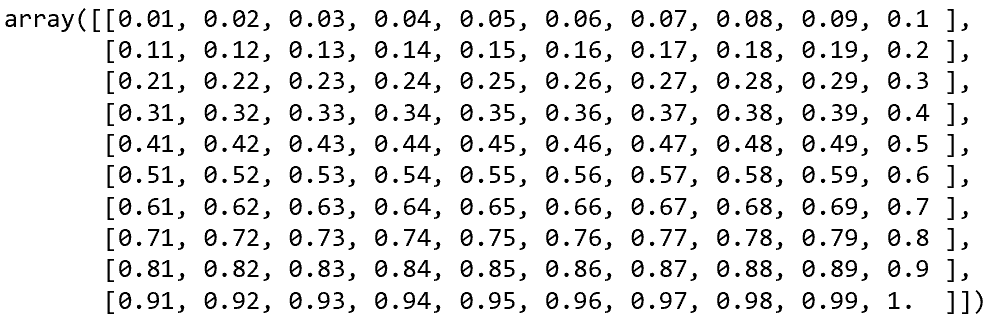 array([[0.01, 0.02, 0.03, 0.04, 0.05, 0.06, 0.07, 0.08, 0.09, 0.1 ],
[0.11, 0.12, 0.13, 0.14, 0.15, 0.16, 0.17, 0.18, 0.19, 0.2 ],
[0.21, 0.22, 0.23, 0.24, 0.25, 0.26, 0.27, 0.28, 0.29, 0.3 ],
[0.31, 0.32, 0.33, 0.34, 0.35, 0.36, 0.37, 0.38, 0.39, 0.4 ],
[0.41, 0.42, 0.43, 0.44, 0.45, 0.46, 0.47, 0.48, 0.49, 0.5 ],
[0.51, 0.52, 0.53, 0.54, 0.55, 0.56, 0.57, 0.58, 0.59, 0.6 ],
[0.61, 0.62, 0.63, 0.64, 0.65, 0.66, 0.67, 0.68, 0.69, 0.7 ],
[0.71, 0.72, 0.73, 0.74, 0.75, 0.76, 0.77, 0.78, 0.79, 0.8 ],
[0.81, 0.82, 0.83, 0.84, 0.85, 0.86, 0.87, 0.88, 0.89, 0.9 ],
[0.91, 0.92, 0.93, 0.94, 0.95, 0.96, 0.97, 0.98, 0.99, 1.  ]])